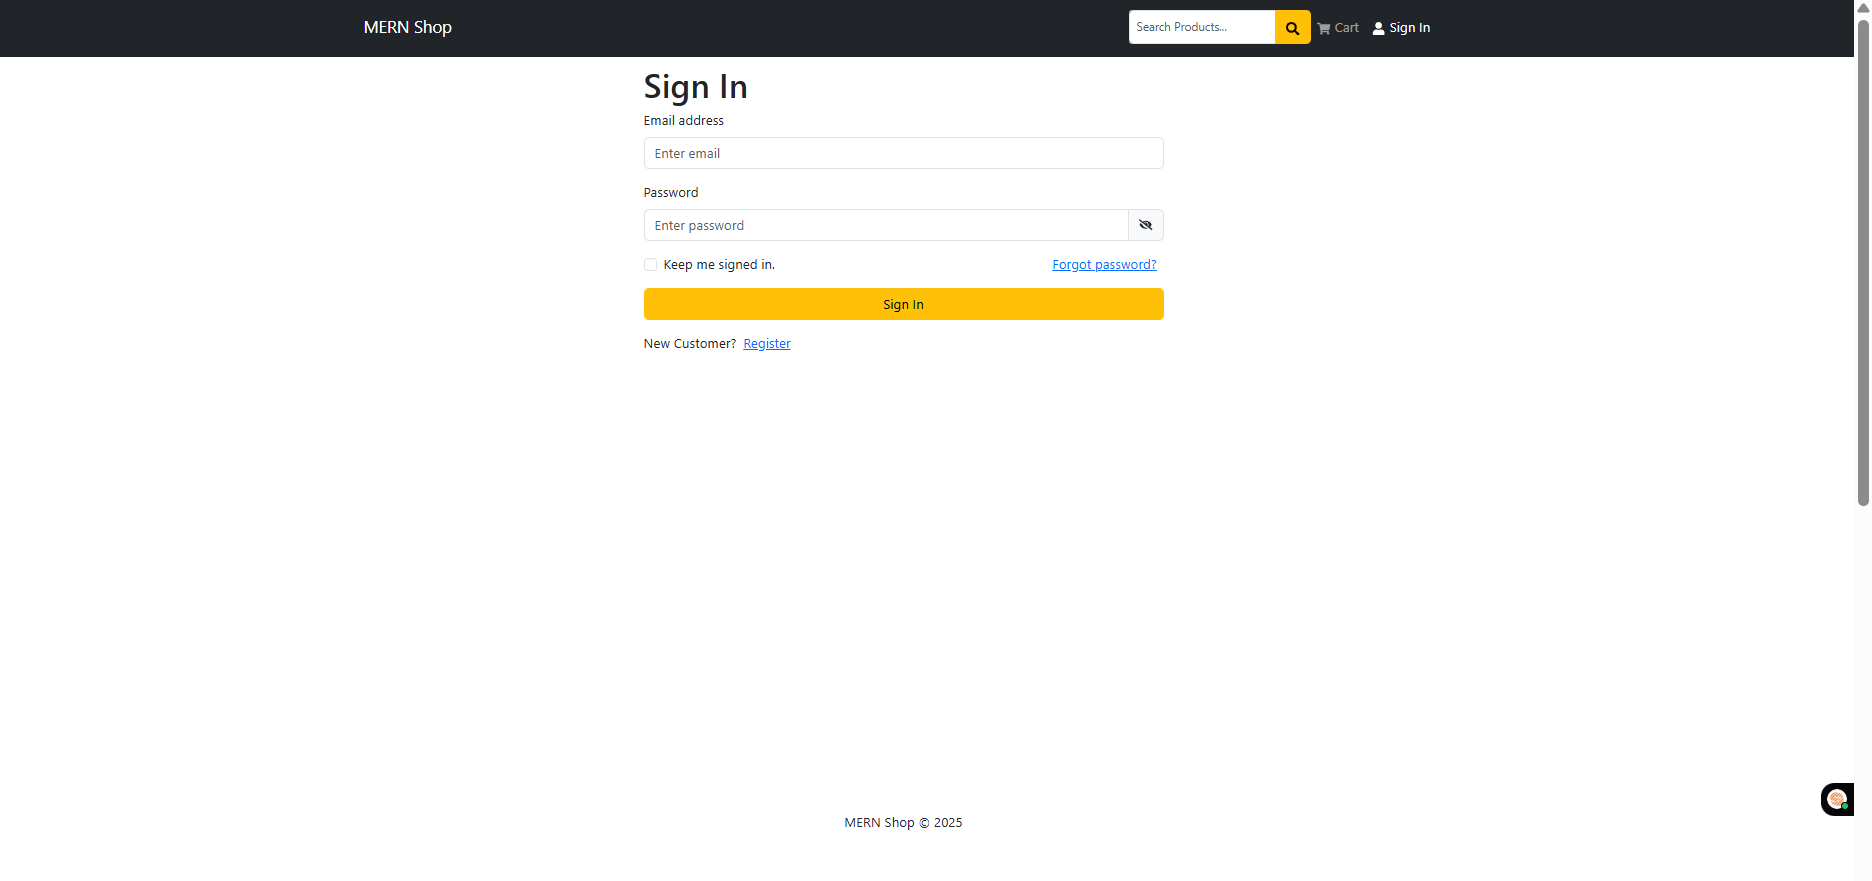 MERN Shop
Search Products...
Cart
Sign In
Sign In
Email address
Enter email
Password
Enter password
Keep me signed in.
Forgot password?
Sign In
New Customer? Register
MERN Shop © 2025